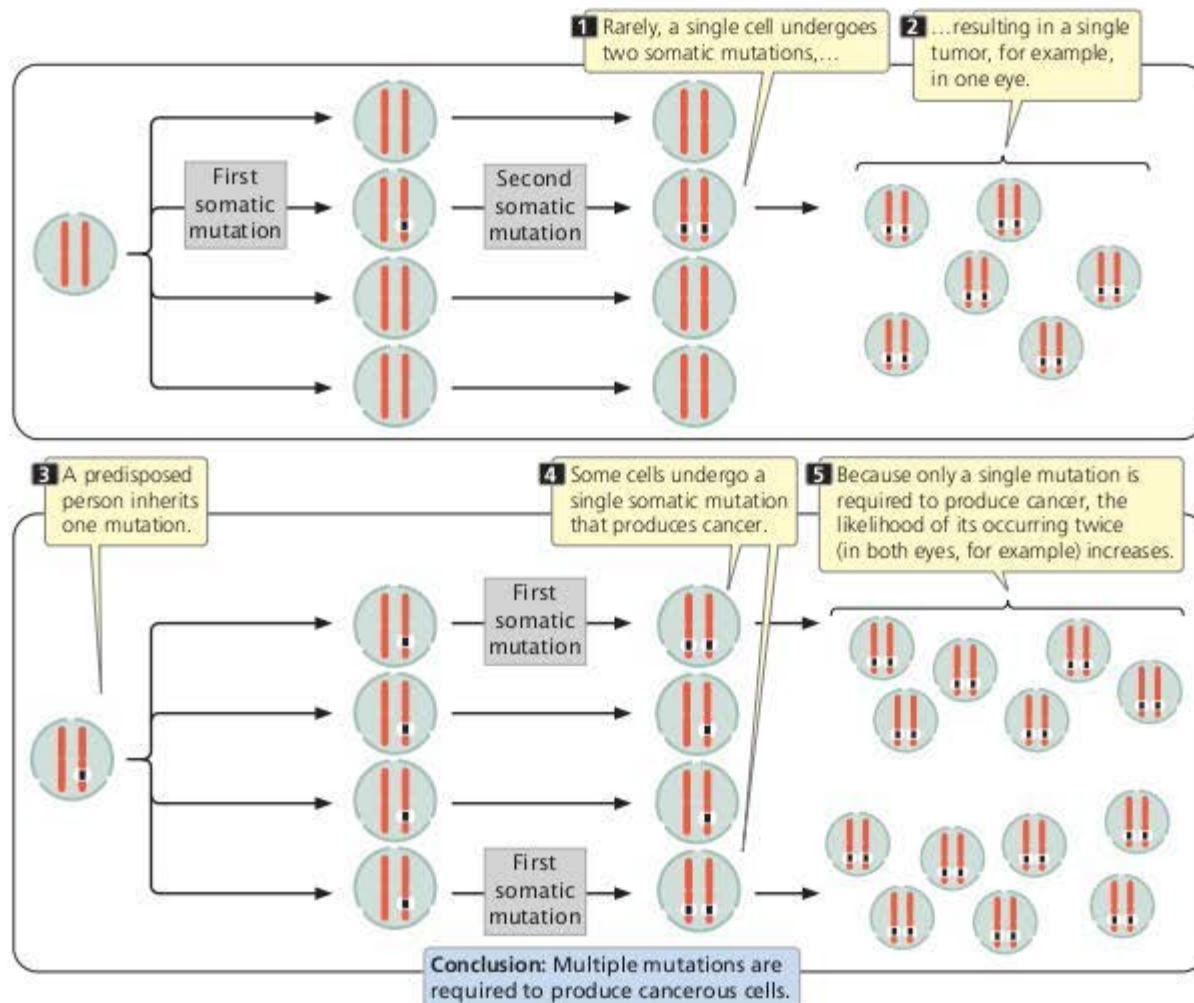 1 Rarely, a single cell undergoes
two somatic mutations,…
2 …resulting in a single
tumor, for example,
in one eye.
First
somatic
mutation
Second
somatic
mutation
3 A predisposed
person inherits
one mutation.
4 Some cells undergo a
single somatic mutation
that produces cancer.
5 Because only a single mutation is
required to produce cancer, the
likelihood of its occurring twice
(in both eyes, for example) increases.
First
somatic
mutation
First
somatic
mutation
Conclusion: Multiple mutations are
required to produce cancerous cells.